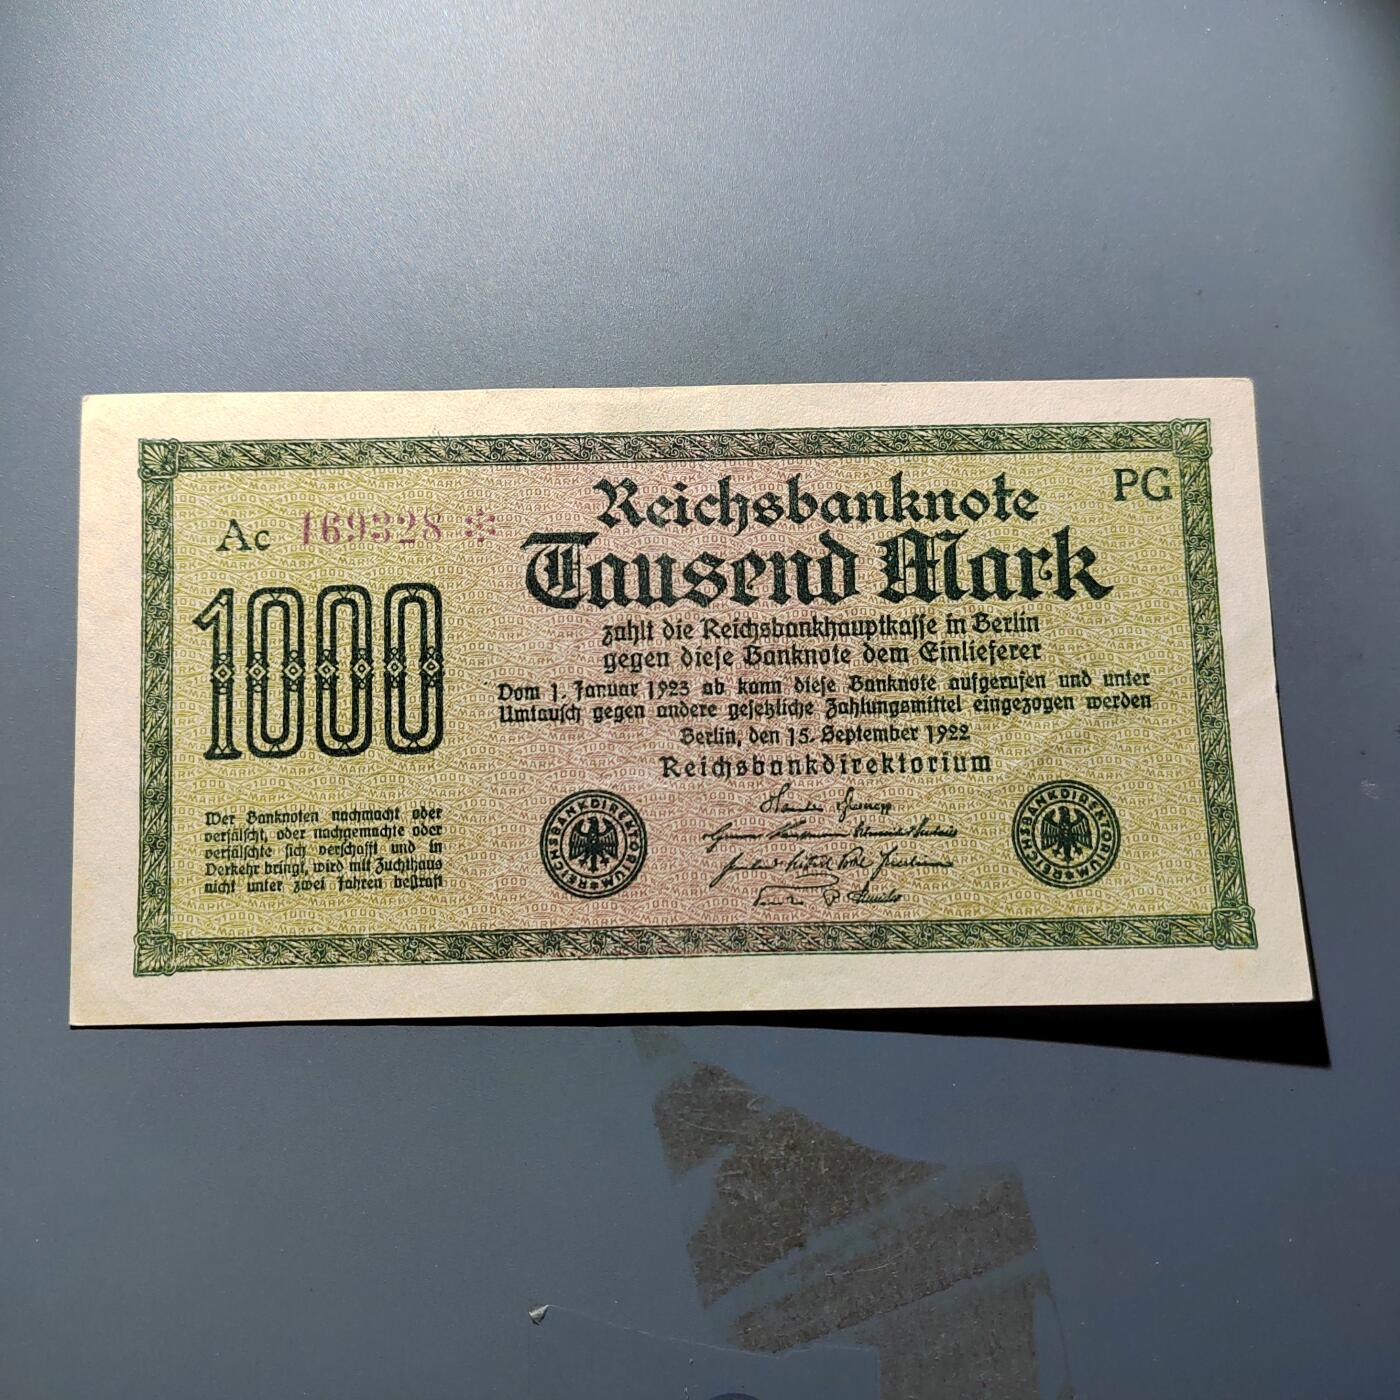 Reichsbanknote
PG
Ac 169328 *
Tausend Mark
1000
zahlt die Reichsbankhauptkasse in Berlin
gegen diese Banknote dem Einlieferer
Vom 1. Januar 1923 ab kann diese Banknote aufgerufen und unter
Umtausch gegen andere gesetzliche Zahlungsmittel eingezogen werden
Berlin, den 15. September 1922
Reichsbankdirektorium
Wer Banknoten nachmacht oder
verfälscht, oder nachgemachte oder
verfälschte sich verschafft und in
Verkehr bringt, wird mit Zuchthaus
nicht unter zwei Jahren bestraft
REICHSBANKDIREKTORIUM
REICHSBANKDIREKTORIUM